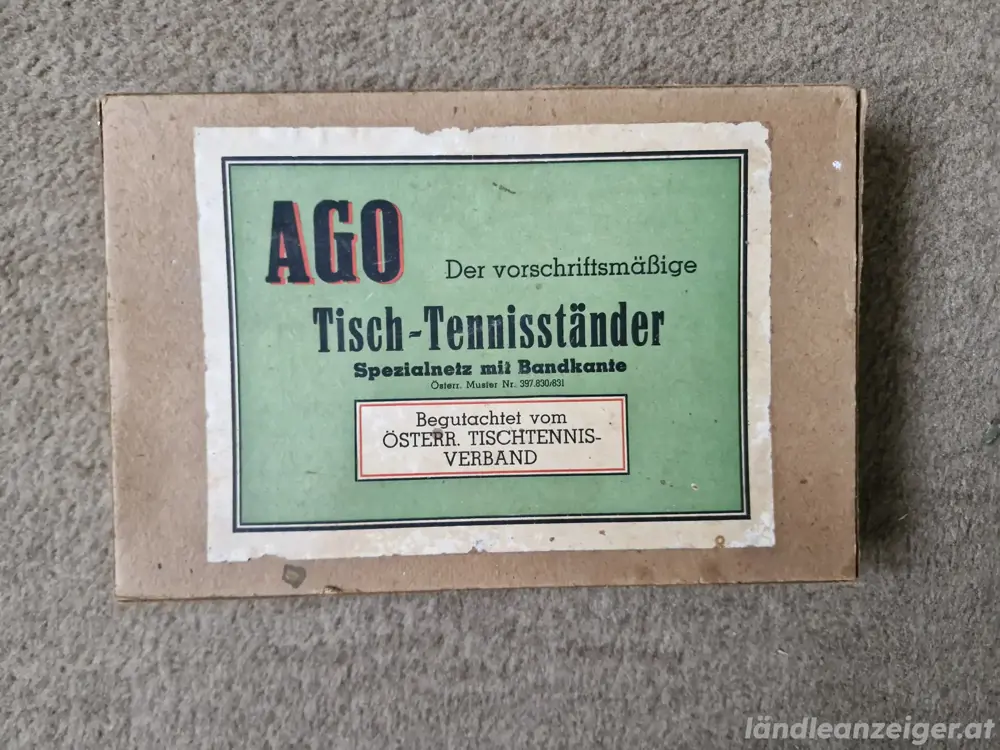 AGO
Der vorschriftsmäßige
Tisch-Tennisständer
Spezialnetz mit Bandkante
Österr. Muster Nr. 397.830/831
Begutachtet vom
ÖSTERR. TISCHTENNIS-
VERBAND
ländleanzeiger.at